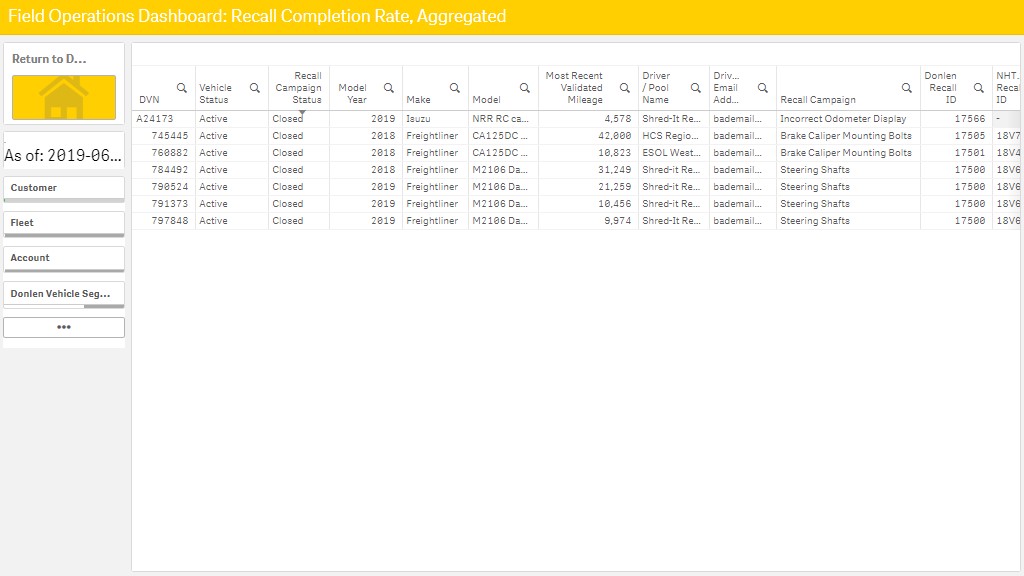 Field Operations Dashboard: Recall Completion Rate, Aggregated
Return to D...
As of: 2019-06...
Customer
Fleet
Account
Donlen Vehicle Seg...
•••
DVN Vehicle Status Recall Campaign Status Model Year Make Model Most Recent Validated Mileage Driver / Pool Name Driv... Email Add... Recall Campaign Donlen Recall ID NHT. Recal ID
A24173 Active Closed 2019 Isuzu NRR RC ca... 4,578 Shred-It Re... bademail... Incorrect Odometer Display 17566 -
745445 Active Closed 2018 Freightliner CA125DC ... 42,000 HCS Regio... bademail... Brake Caliper Mounting Bolts 17505 18V7
760882 Active Closed 2018 Freightliner CA125DC ... 10,823 ESOL West... bademail... Brake Caliper Mounting Bolts 17501 18V4
784492 Active Closed 2018 Freightliner M2106 Da... 31,249 Shred-it Re... bademail... Steering Shafts 17500 18V6
790524 Active Closed 2019 Freightliner M2106 Da... 21,259 Shred-it Re... bademail... Steering Shafts 17500 18V6
791373 Active Closed 2019 Freightliner M2106 Da... 10,456 Shred-it Re... bademail... Steering Shafts 17500 18V6
797848 Active Closed 2019 Freightliner M2106 Da... 9,974 Shred-It Re... bademail... Steering Shafts 17500 18V6